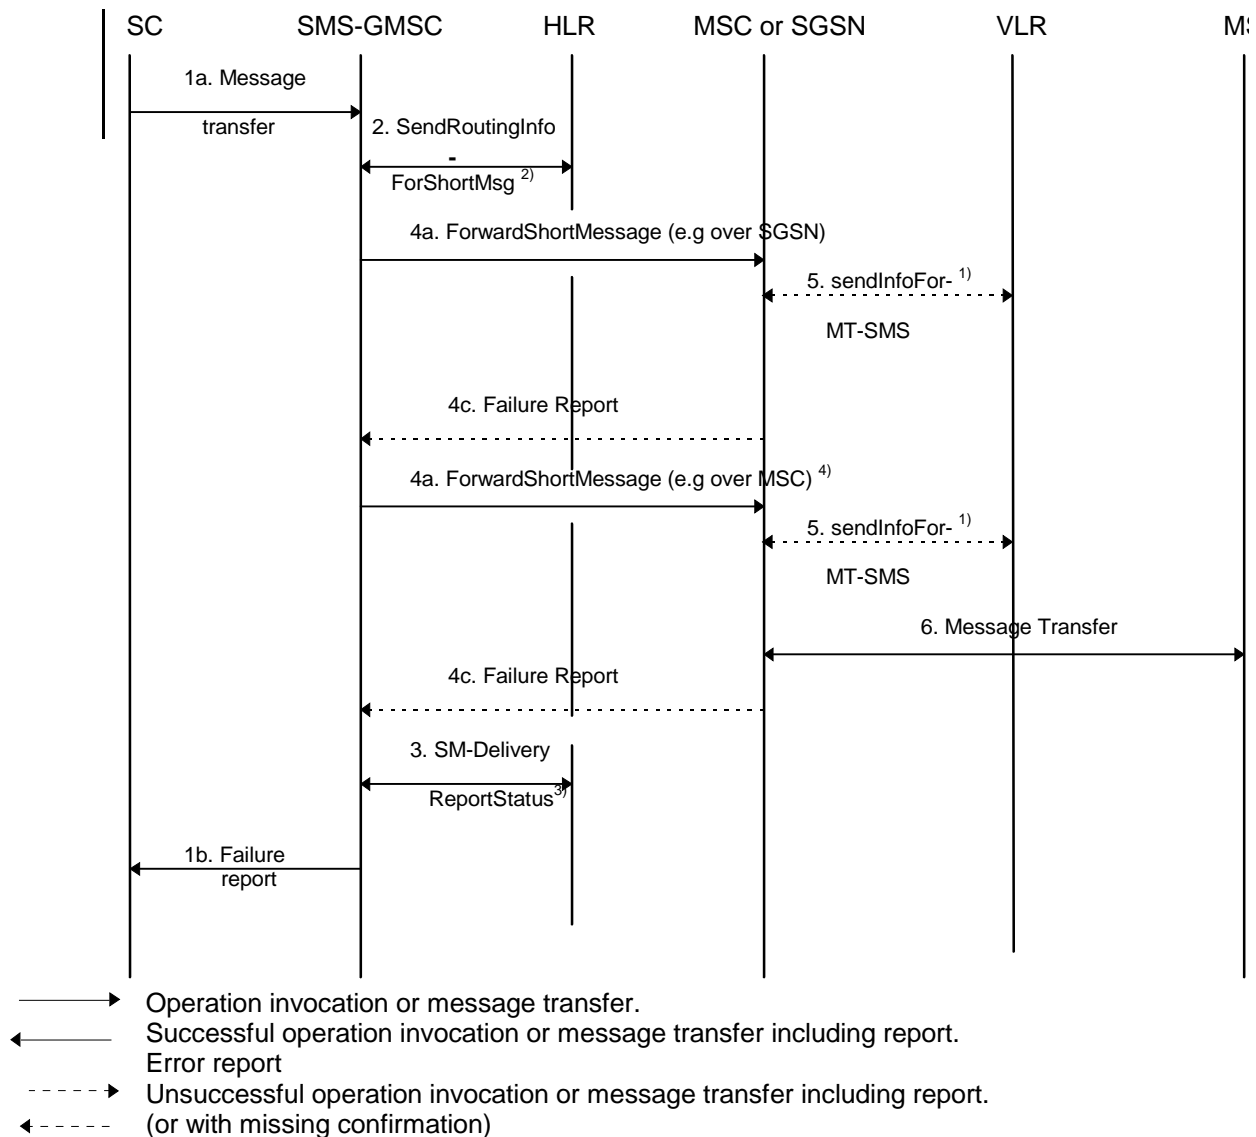 SC SMS-GMSC HLR MSC or SGSN VLR MS
1a. Message
transfer
2. SendRoutingInfo
-
ForShortMsg 2)
4a. ForwardShortMessage (e.g over SGSN)
5. sendInfoFor- 1)
MT-SMS
4c. Failure Report
4a. ForwardShortMessage (e.g over MSC) 4)
5. sendInfoFor- 1)
MT-SMS
6. Message Transfer
4c. Failure Report
3. SM-Delivery
ReportStatus3)
1b. Failure
report
Operation invocation or message transfer.
Successful operation invocation or message transfer including report.
Error report
Unsuccessful operation invocation or message transfer including report.
(or with missing confirmation)